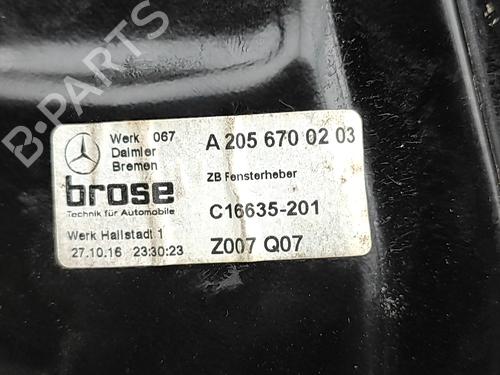 B-PARTS
Werk 067
Daimler
Bremen
A 205 670 02 03
ZB Fensterheber
brose
Technik für Automobile
C16635-201
Werk Hallstadt 1
27.10.16 23:30:23
Z007 Q07